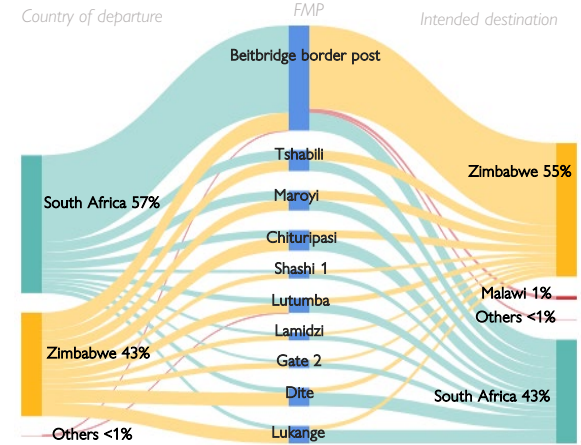 Country of departure
FMP
Intended destination
Beitbridge border post
Tshabili
Maroyi
Chituripasi
Shashi 1
Lutumba
Lamidzi
Gate 2
Dite
Lukange
South Africa 57%
Zimbabwe 43%
Others <1%
Zimbabwe 55%
Malawi 1%
Others <1%
South Africa 43%